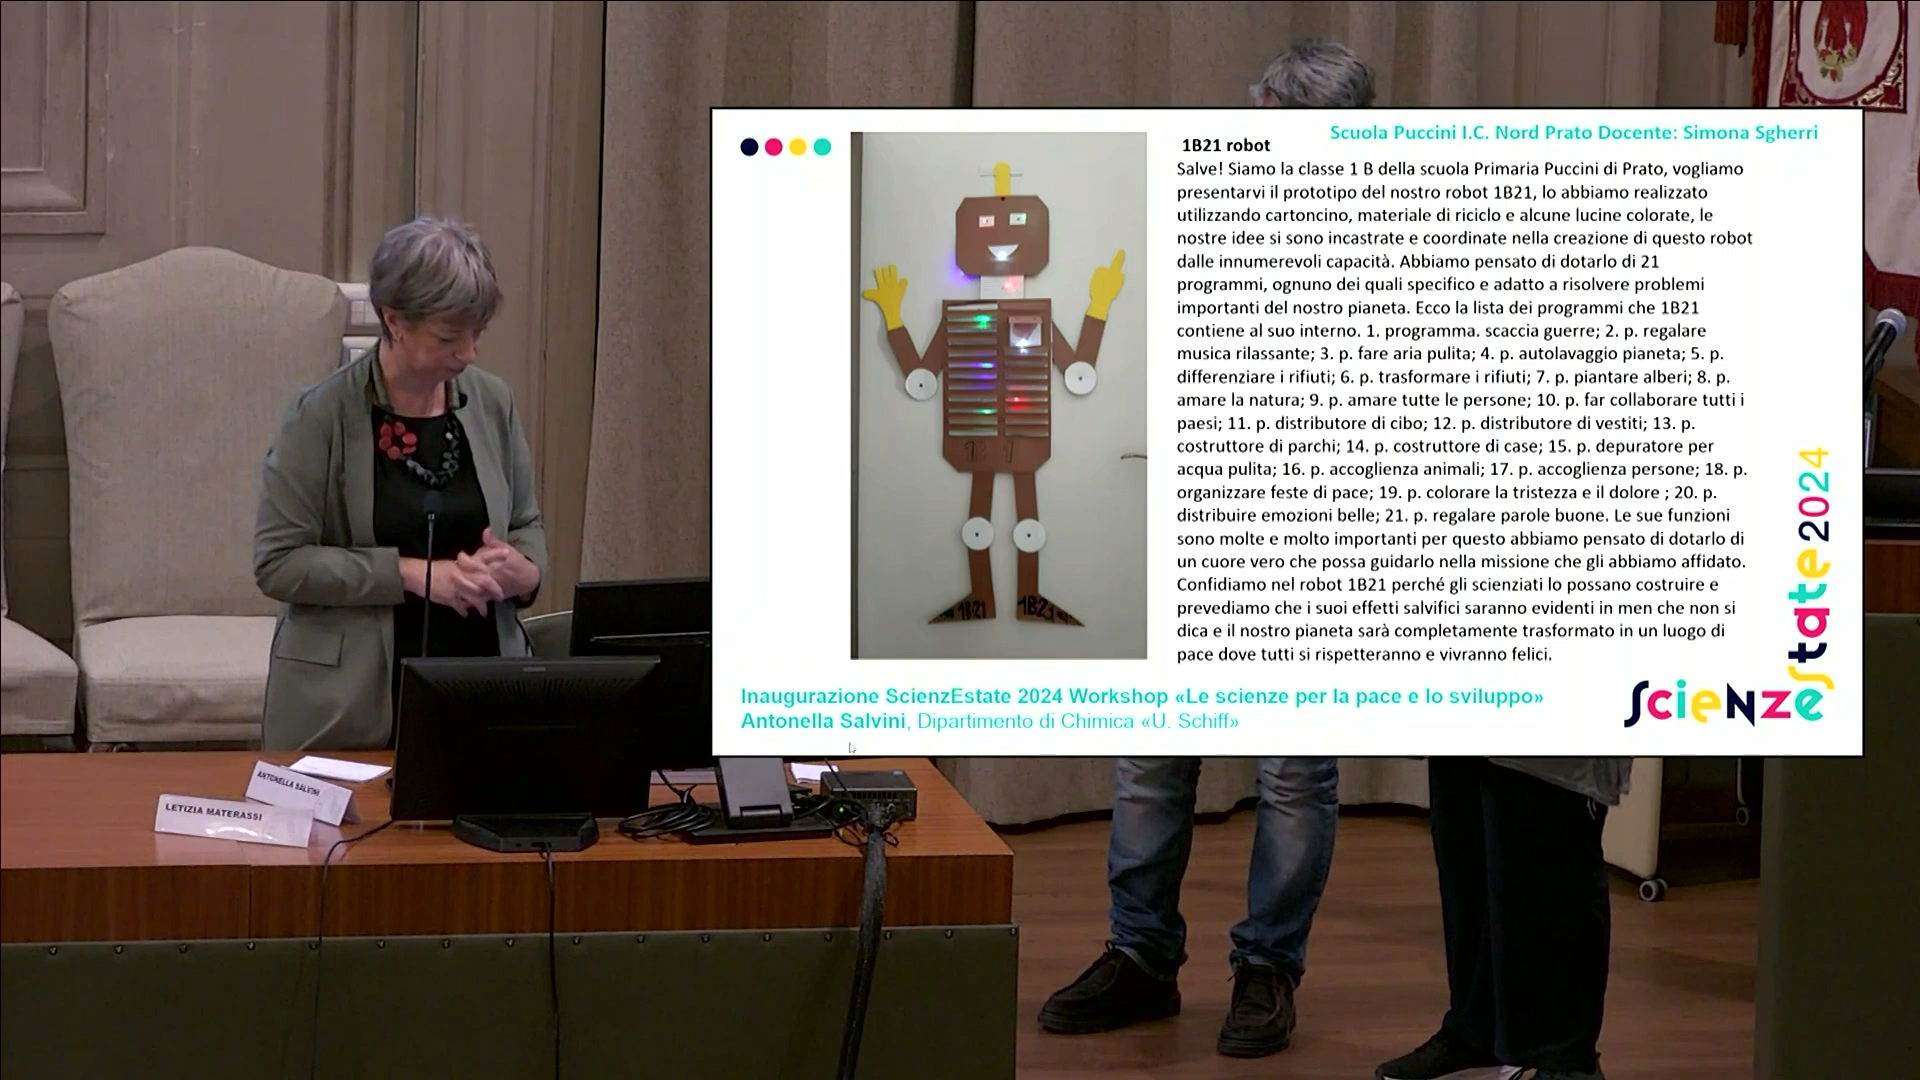 Scuola Puccini I.C. Nord Prato Docente: Simona Sgherri
1B21 robot
Salve! Siamo la classe 1 B della scuola Primaria Puccini di Prato, vogliamo
presentarvi il prototipo del nostro robot 1B21, lo abbiamo realizzato
utilizzando cartoncino, materiale di riciclo e alcune lucine colorate, le
nostre idee si sono incastrate e coordinate nella creazione di questo robot
dalle innumerevoli capacità. Abbiamo pensato di dotarlo di 21
programmi, ognuno dei quali specifico e adatto a risolvere problemi
importanti del nostro pianeta. Ecco la lista dei programmi che 1B21
contiene al suo interno. 1. programma. scaccia guerre; 2. p. regalare
musica rilassante; 3. p. fare aria pulita; 4. p. autolavaggio pianeta; 5. p.
differenziare i rifiuti; 6. p. trasformare i rifiuti; 7. p. piantare alberi; 8. p.
amare la natura; 9. p. amare tutte le persone; 10. p. far collaborare tutti i
paesi; 11. p. distributore di cibo; 12. p. distributore di vestiti; 13. p.
costruttore di parchi; 14. p. costruttore di case; 15. p. depuratore per
acqua pulita; 16. p. accoglienza animali; 17. p. accoglienza persone; 18. p.
organizzare feste di pace; 19. p. colorare la tristezza e il dolore ; 20. p.
distribuire emozioni belle; 21. p. regalare parole buone. Le sue funzioni
sono molte e molto importanti per questo abbiamo pensato di dotarlo di
un cuore vero che possa guidarlo nella missione che gli abbiamo affidato.
Confidiamo nel robot 1B21 perché gli scienziati lo possano costruire e
prevediamo che i suoi effetti salvifici saranno evidenti in men che non si
dica e il nostro pianeta sarà completamente trasformato in un luogo di
pace dove tutti si rispetteranno e vivranno felici.
1B21
1B21
Inaugurazione ScienzEstate 2024 Workshop «Le scienze per la pace e lo sviluppo»
Antonella Salvini, Dipartimento di Chimica «U. Schiff»
ScieNzE
State2024
ANTONELLA SALVINI
LETIZIA MATERASSI